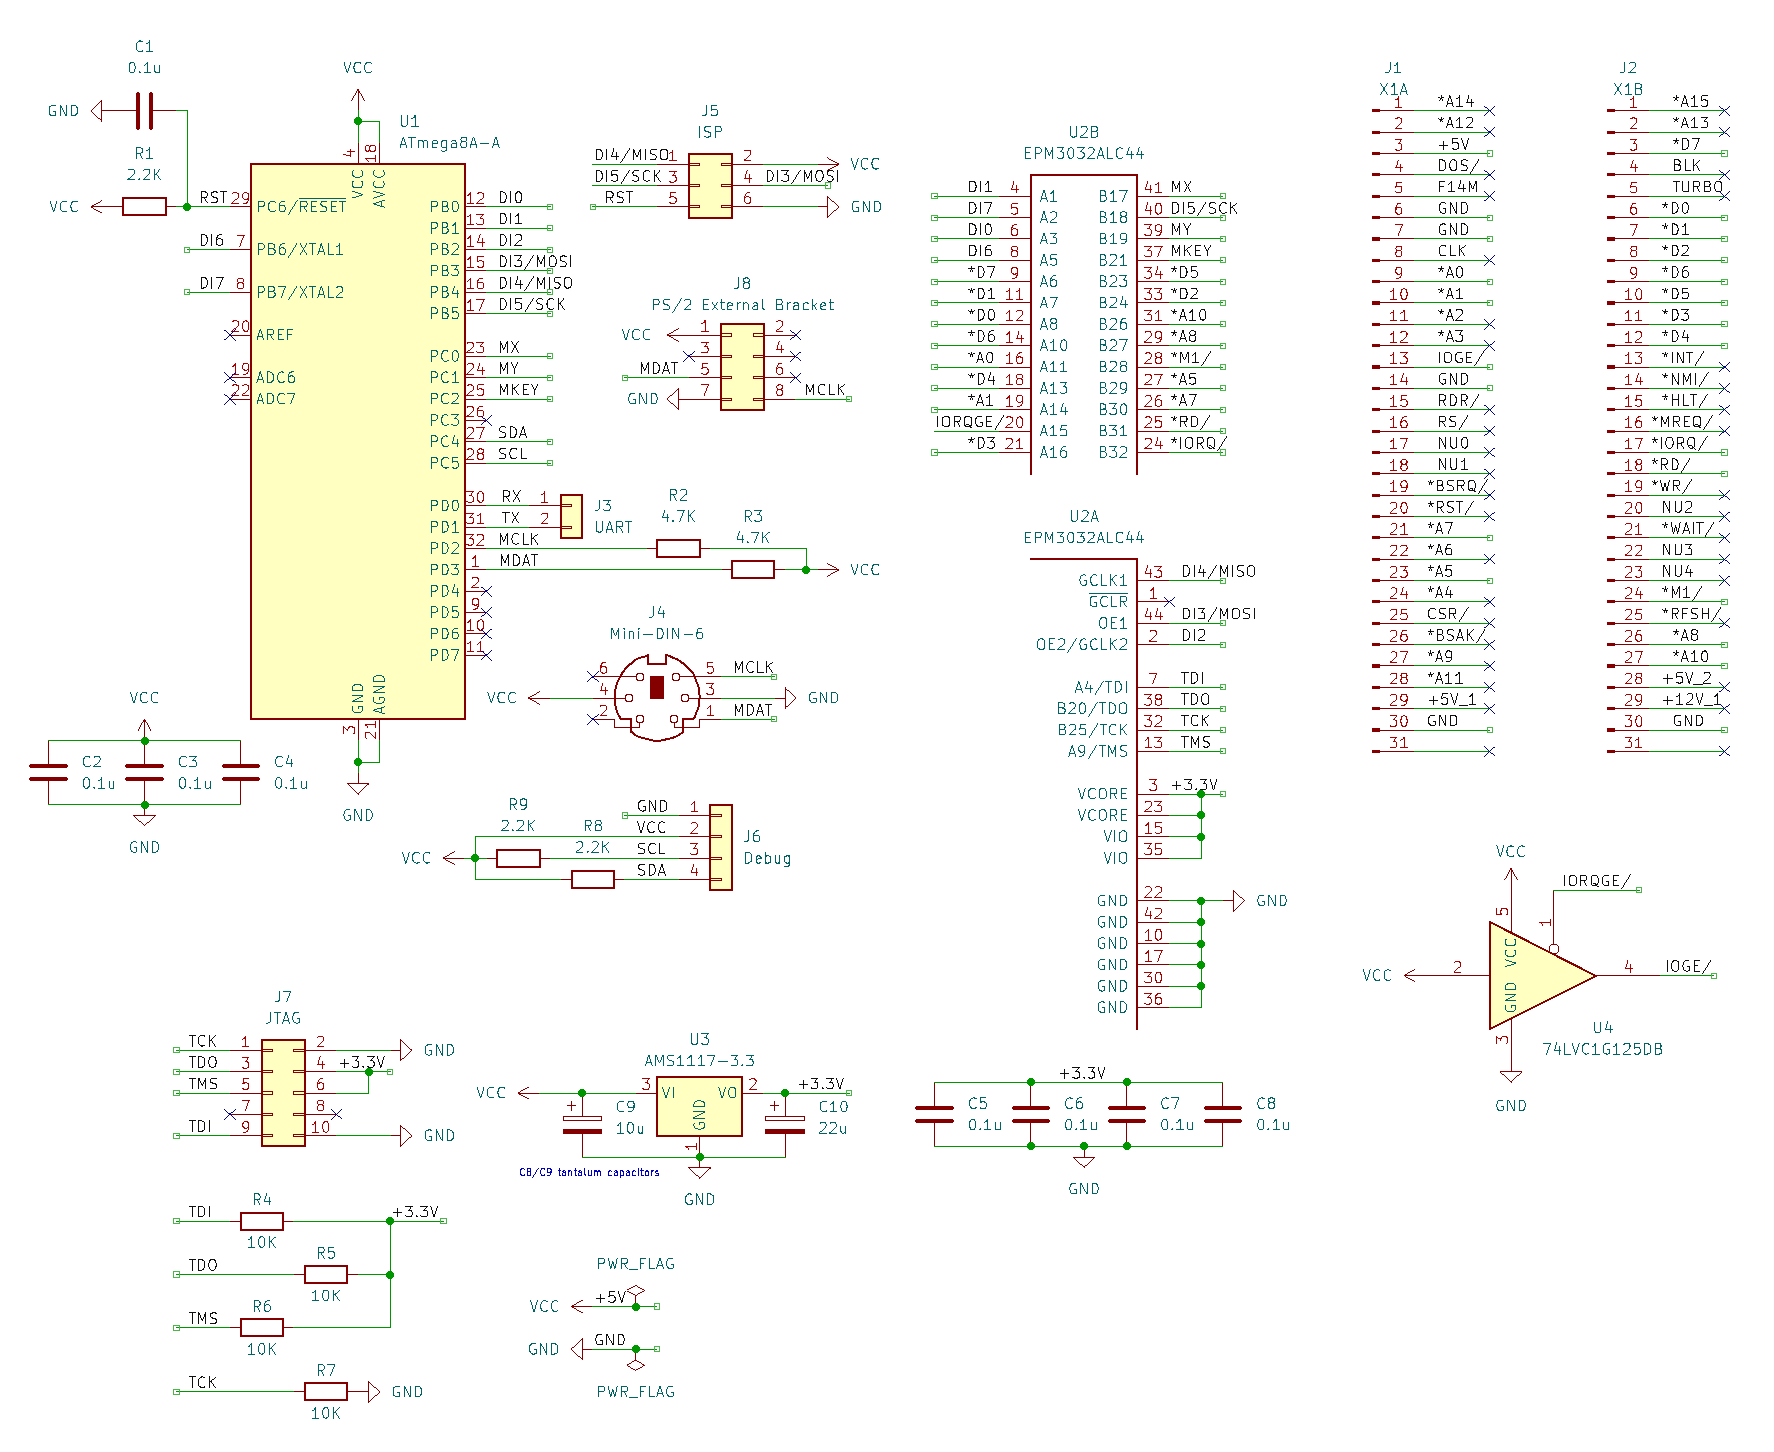 C1
0.1u
GND
R1
2.2K
VCC
RST
VCC
U1
ATmega8A-A
4
18
VCC
AVCC
29 PC6/RESET
DI6 7 PB6/XTAL1
DI7 8 PB7/XTAL2
20 AREF
19 ADC6
22 ADC7
PB0 12 DI0
PB1 13 DI1
PB2 14 DI2
PB3 15 DI3/MOSI
PB4 16 DI4/MISO
PB5 17 DI5/SCK
PC0 23 MX
PC1 24 MY
PC2 25 MKEY
PC3 26
PC4 27 SDA
PC5 28 SCL
PD0 30 RX
PD1 31 TX
PD2 32 MCLK
PD3 1 MDAT
PD4 2
PD5 9
PD6 10
PD7 11
GND
AGND
3
21
GND
1
2
J3
UART
R2
4.7K
R3
4.7K
VCC
J5
ISP
DI4/MISO 1 2 VCC
DI5/SCK 3 4 DI3/MOSI
RST 5 6 GND
J8
PS/2 External Bracket
VCC 1 2
3 4
MDAT 5 6
GND 7 8 MCLK
J4
Mini-DIN-6
6 5 MCLK
VCC 4 3 GND
2 1 MDAT
VCC
C2
0.1u
C3
0.1u
C4
0.1u
GND
R9
2.2K
R8
2.2K
VCC
GND 1
VCC 2
SCL 3
SDA 4
J6
Debug
U2B
EPM3032ALC44
DI1 4 A1 B17 41 MX
DI7 5 A2 B18 40 DI5/SCK
DI0 6 A3 B19 39 MY
DI6 8 A5 B21 37 MKEY
*D7 9 A6 B23 34 *D5
*D1 11 A7 B24 33 *D2
*D0 12 A8 B26 31 *A10
*D6 14 A10 B27 29 *A8
*A0 16 A11 B28 28 *M1/
*D4 18 A13 B29 27 *A5
*A1 19 A14 B30 26 *A7
IORQGE/ 20 A15 B31 25 *RD/
*D3 21 A16 B32 24 *IORQ/
U2A
EPM3032ALC44
GCLK1 43 DI4/MISO
GCLR 1
OE1 44 DI3/MOSI
OE2/GCLK2 2 DI2
A4/TDI 7 TDI
B20/TDO 38 TDO
B25/TCK 32 TCK
A9/TMS 13 TMS
VCORE 3 +3.3V
VCORE 23
VIO 15
VIO 35
GND 22 GND
GND 42
GND 10
GND 17
GND 30
GND 36
J1
X1A
1 *A14
2 *A12
3 +5V
4 DOS/
5 F14M
6 GND
7 GND
8 CLK
9 *A0
10 *A1
11 *A2
12 *A3
13 IOGE/
14 GND
15 RDR/
16 RS/
17 NU0
18 NU1
19 *BSRQ/
20 *RST/
21 *A7
22 *A6
23 *A5
24 *A4
25 CSR/
26 *BSAK/
27 *A9
28 *A11
29 +5V_1
30 GND
31
J2
X1B
1 *A15
2 *A13
3 *D7
4 BLK
5 TURBO
6 *D0
7 *D1
8 *D2
9 *D6
10 *D5
11 *D3
12 *D4
13 *INT/
14 *NMI/
15 *HLT/
16 *MREQ/
17 *IORQ/
18 *RD/
19 *WR/
20 NU2
21 *WAIT/
22 NU3
23 NU4
24 *M1/
25 *RFSH/
26 *A8
27 *A10
28 +5V_2
29 +12V_1
30 GND
31
VCC
5
1
IORQGE/
VCC 2
VCC
GND
4 IOGE/
3
U4
74LVC1G125DB
GND
J7
JTAG
TCK 1 2 GND
TDO 3 4 +3.3V
TMS 5 6
7 8
TDI 9 10 GND
U3
AMS1117-3.3
VCC 3 VI VO 2 +3.3V
GND
1
+
C9
10u
+
C10
22u
C8/C9 tantalum capacitors
GND
+3.3V
C5
0.1u
C6
0.1u
C7
0.1u
C8
0.1u
GND
TDI R4 +3.3V
10K
TDO R5
10K
TMS R6
10K
TCK R7 GND
10K
PWR_FLAG
VCC +5V
GND GND
PWR_FLAG